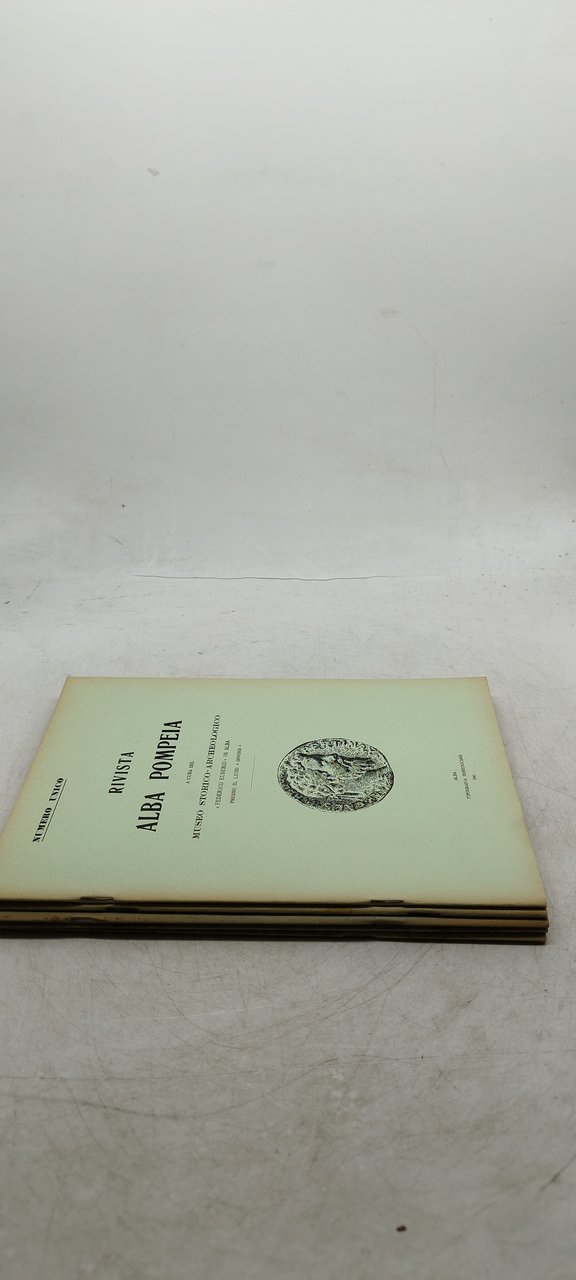 NUMERO UNICO
RIVISTA
ALBA POMPEIA
A CURA DEL
MUSEO STORICO-ARCHEOLOGICO
« FEDERICO EUSEBIO » IN ALBA
PRESSO IL LICEO « GOVONE »
ALBA
TIPOGRAFIA DOMENICANE